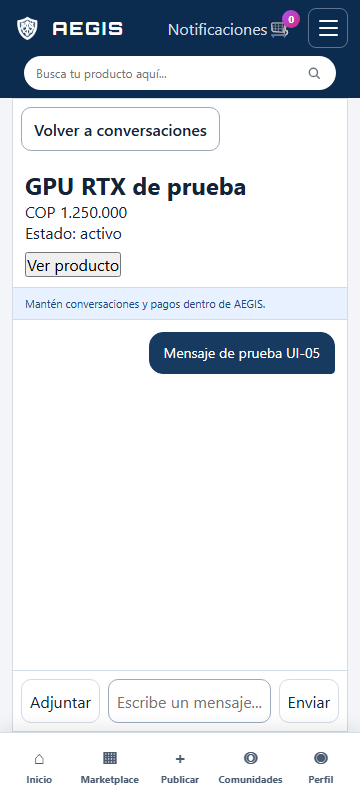 AEGIS
Notificaciones
0
Busca tu producto aquí...
Volver a conversaciones
GPU RTX de prueba
COP 1.250.000
Estado: activo
Ver producto
Mantén conversaciones y pagos dentro de AEGIS.
Mensaje de prueba UI-05
Adjuntar
Escribe un mensaje...
Enviar
Inicio
Marketplace
Publicar
Comunidades
Perfil